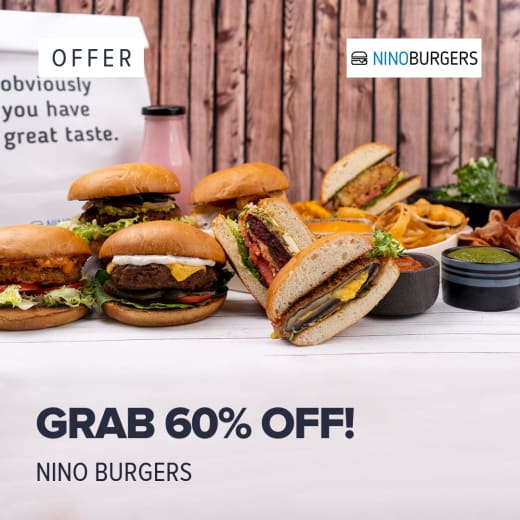 OFFER
NINOBURGERS
obviously
you have
great taste.
GRAB 60% OFF!
NINO BURGERS